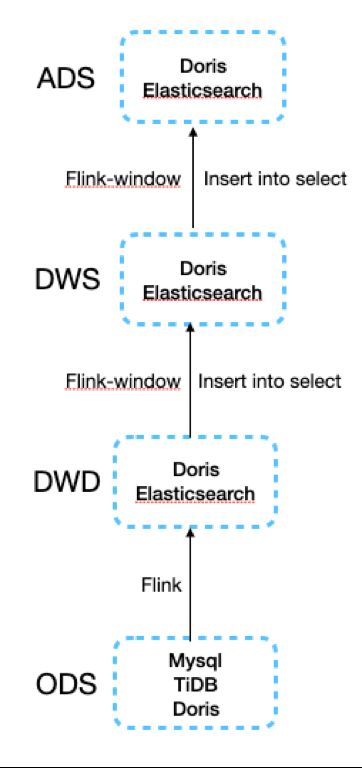 ADS
Doris
Elasticsearch
Flink-window Insert into select
DWS
Doris
Elasticsearch
Flink-window Insert into select
DWD
Doris
Elasticsearch
Flink
ODS
Mysql
TiDB
Doris